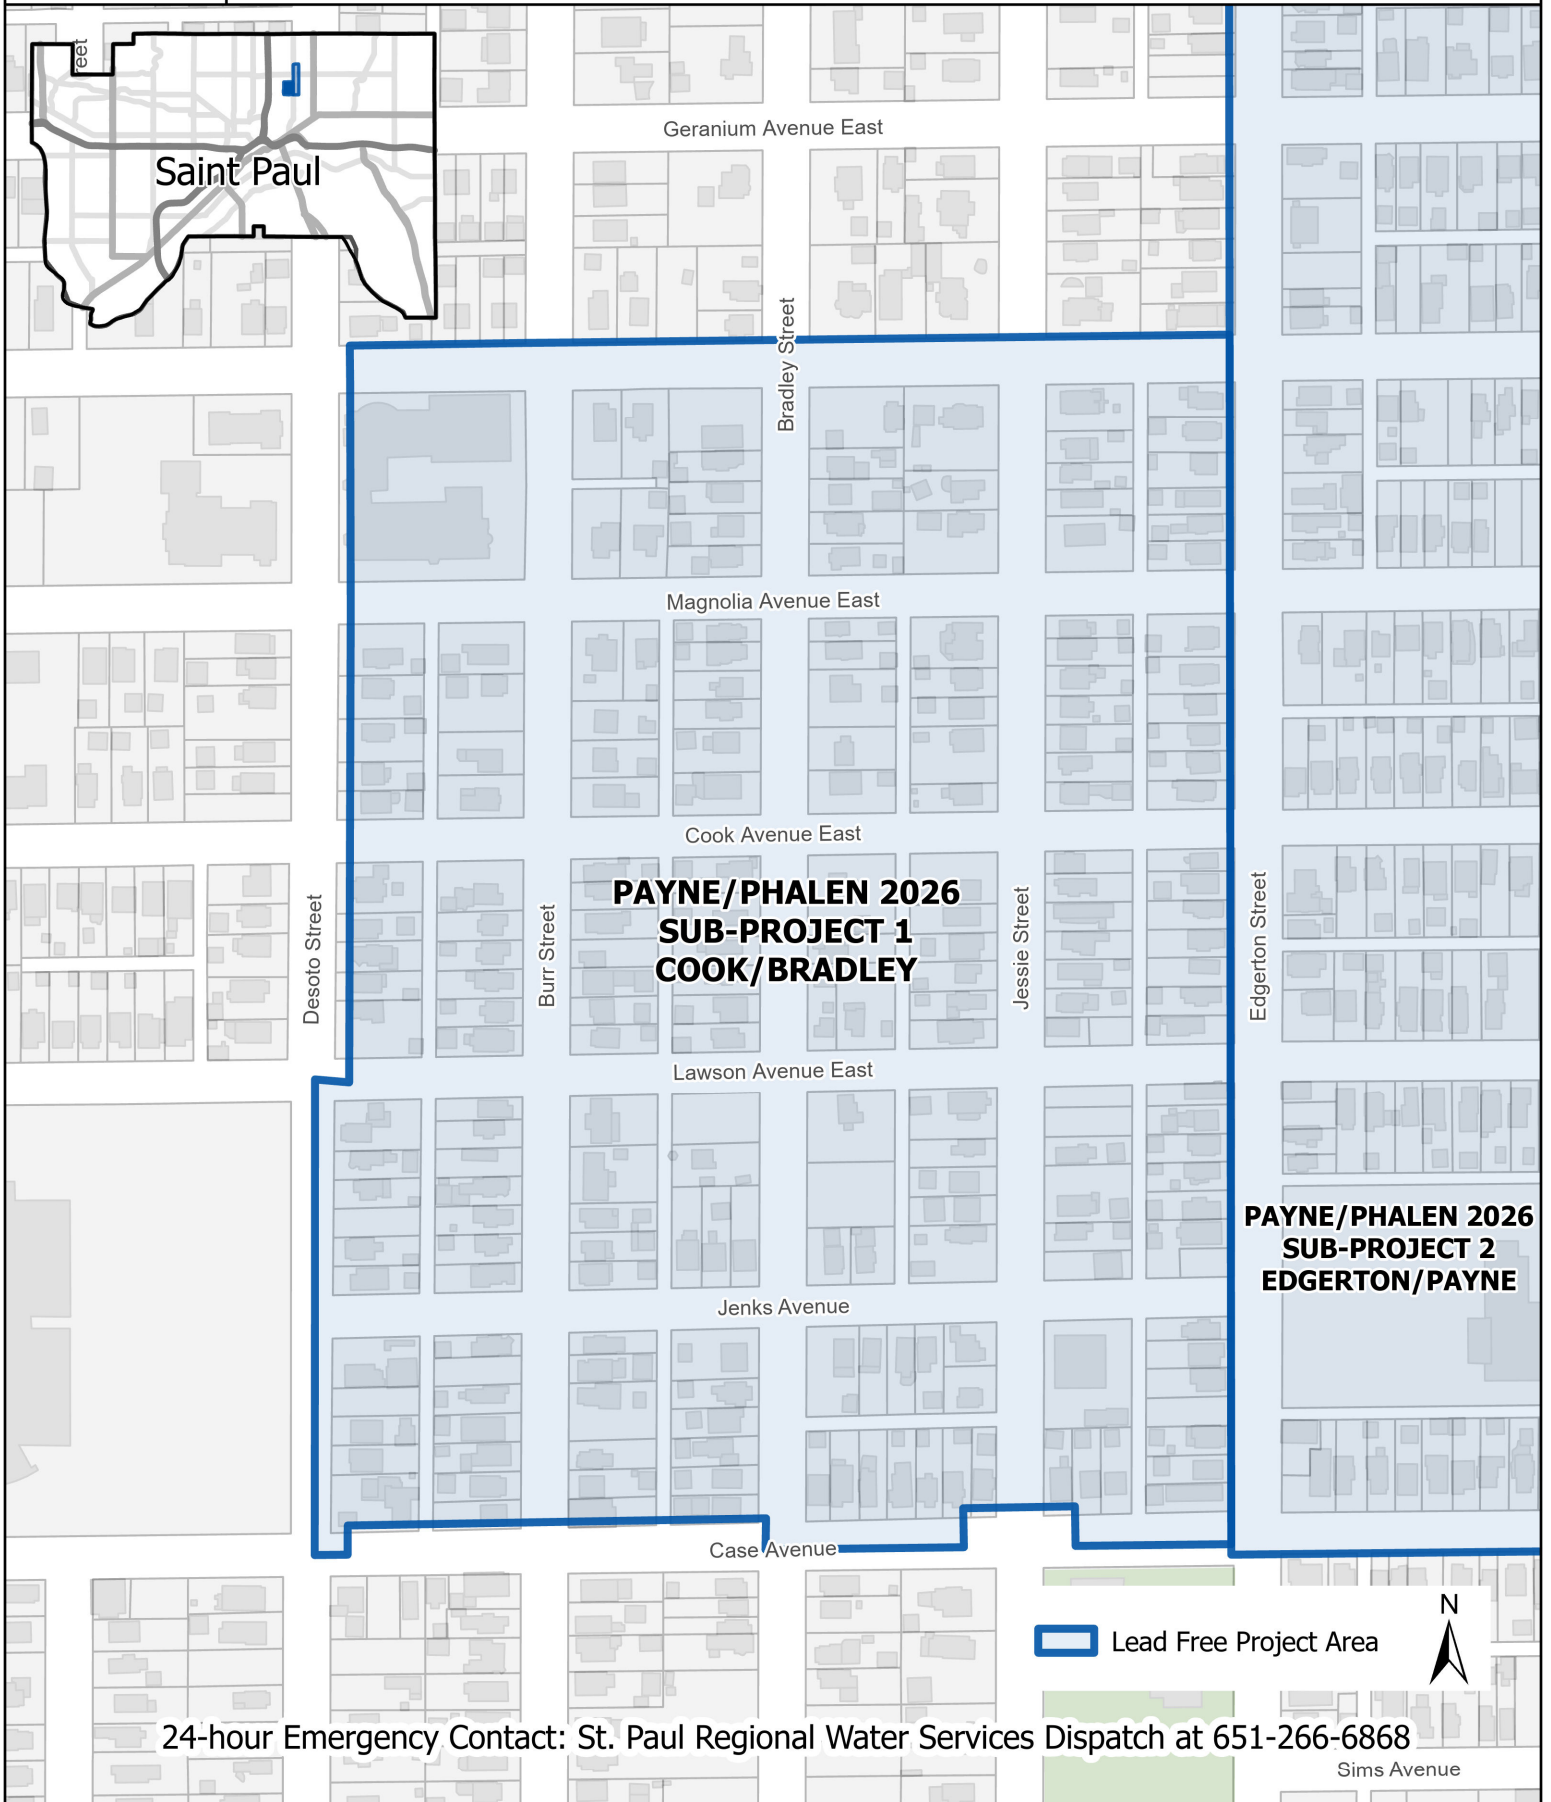 reet
Saint Paul
Geranium Avenue East
Bradley Street
Magnolia Avenue East
Cook Avenue East
PAYNE/PHALEN 2026
SUB-PROJECT 1
COOK/BRADLEY
Desoto Street
Burr Street
Jessie Street
Edgerton Street
Lawson Avenue East
PAYNE/PHALEN 2026
SUB-PROJECT 2
EDGERTON/PAYNE
Jenks Avenue
Case Avenue
N
Lead Free Project Area
24-hour Emergency Contact: St. Paul Regional Water Services Dispatch at 651-266-6868
Sims Avenue